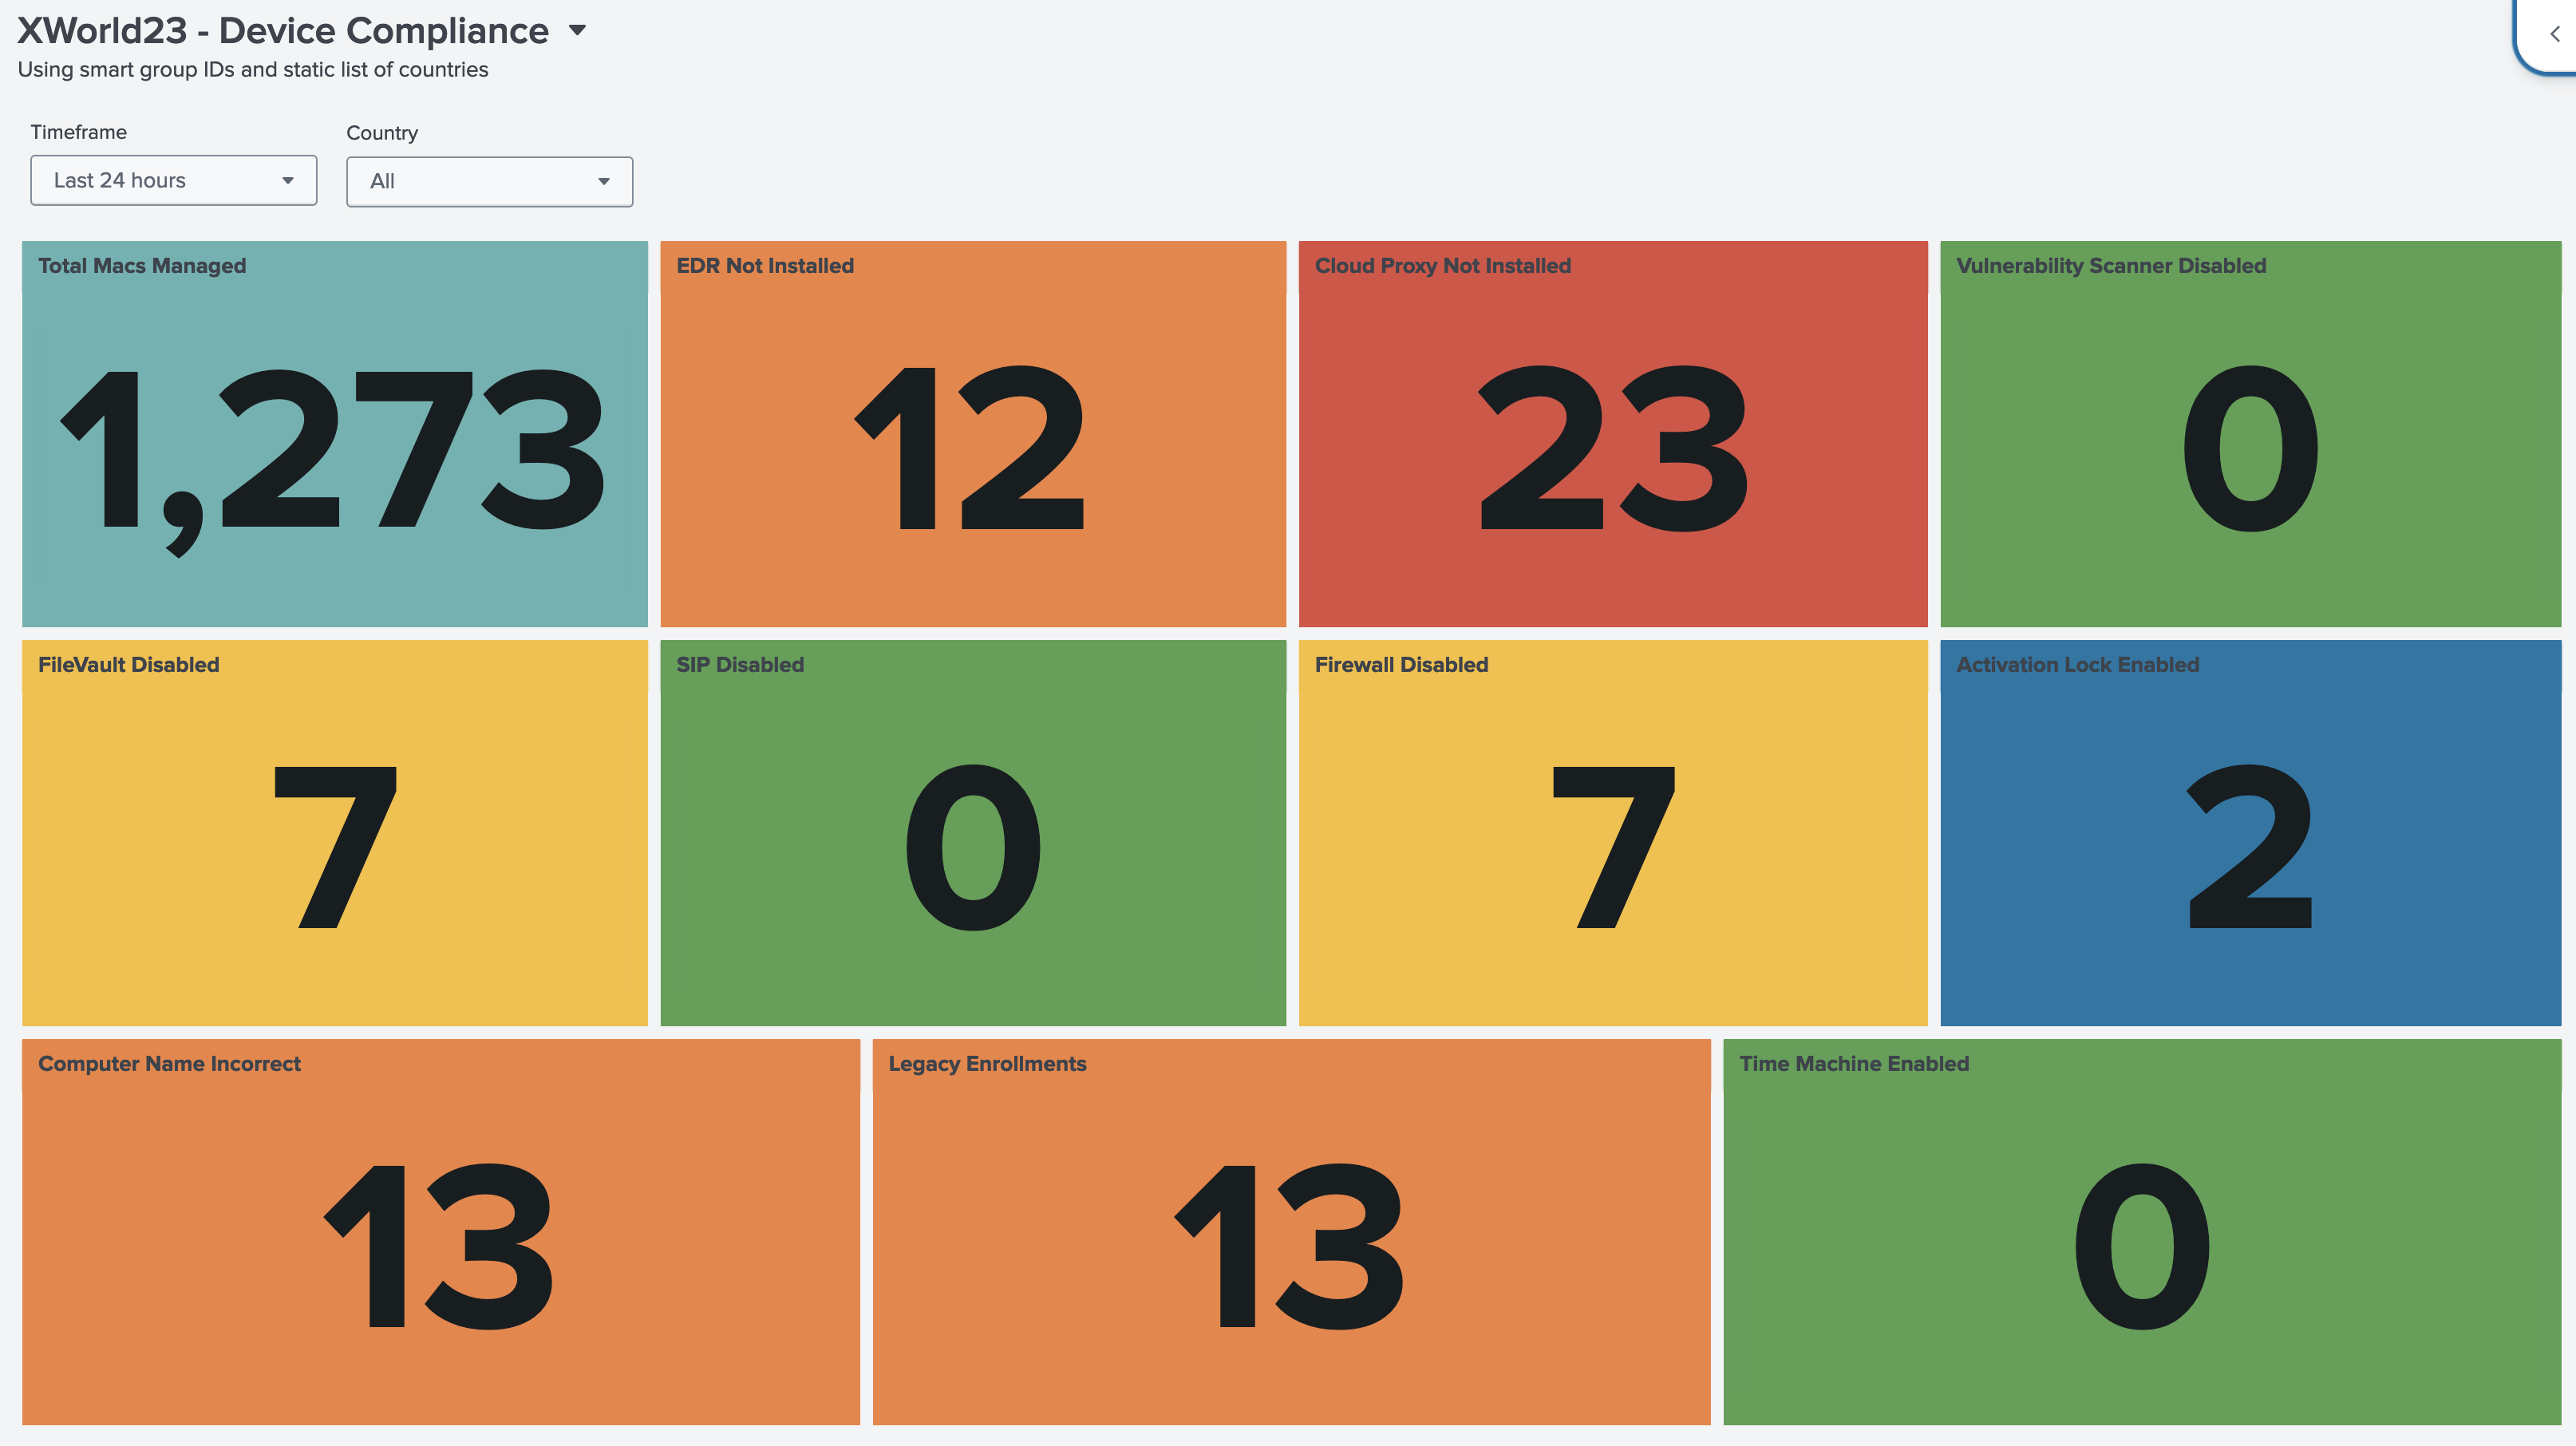 XWorld23 - Device Compliance
Using smart group IDs and static list of countries
Timeframe
Country
Last 24 hours
All
Total Macs Managed
1,273
EDR Not Installed
12
Cloud Proxy Not Installed
23
Vulnerability Scanner Disabled
0
FileVault Disabled
7
SIP Disabled
0
Firewall Disabled
7
Activation Lock Enabled
2
Computer Name Incorrect
13
Legacy Enrollments
13
Time Machine Enabled
0